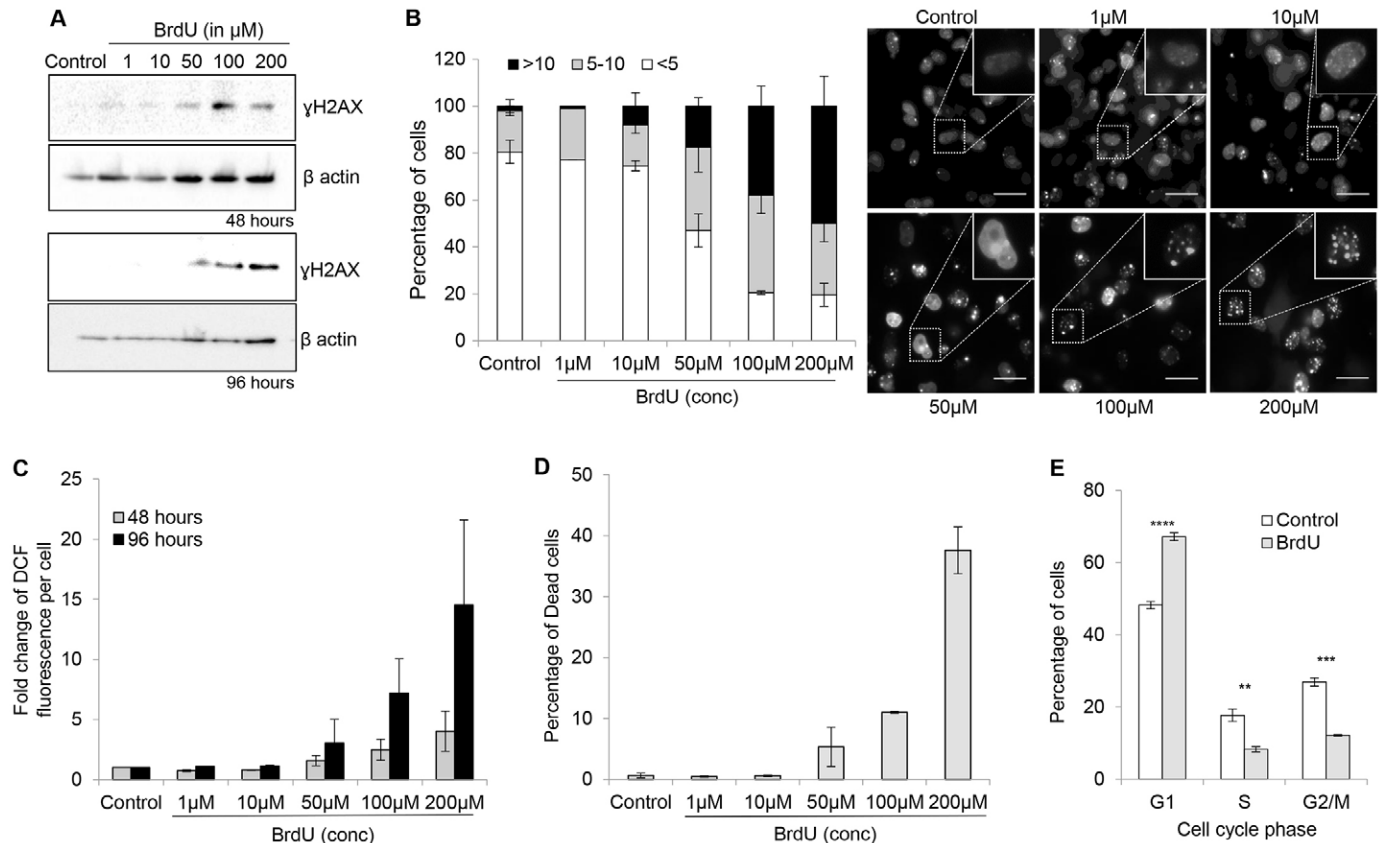 A
BrdU (in µM)
Control 1 10 50 100 200
ɣH2AX
β actin
48 hours
ɣH2AX
β actin
96 hours
B
Percentage of cells
120
100
80
60
40
20
0
>10 5-10 <5
Control 1µM 10µM 50µM 100µM 200µM
BrdU (conc)
Control 1µM 10µM
50µM 100µM 200µM
C
Fold change of DCF
fluorescence per cell
25
20
15
10
5
0
48 hours
96 hours
Control 1µM 10µM 50µM 100µM 200µM
BrdU (conc)
D
Percentage of Dead cells
50
40
30
20
10
0
Control 1µM 10µM 50µM 100µM 200µM
BrdU (conc)
E
Percentage of cells
80
60
40
20
0
Control
BrdU
****
**
***
G1 S G2/M
Cell cycle phase